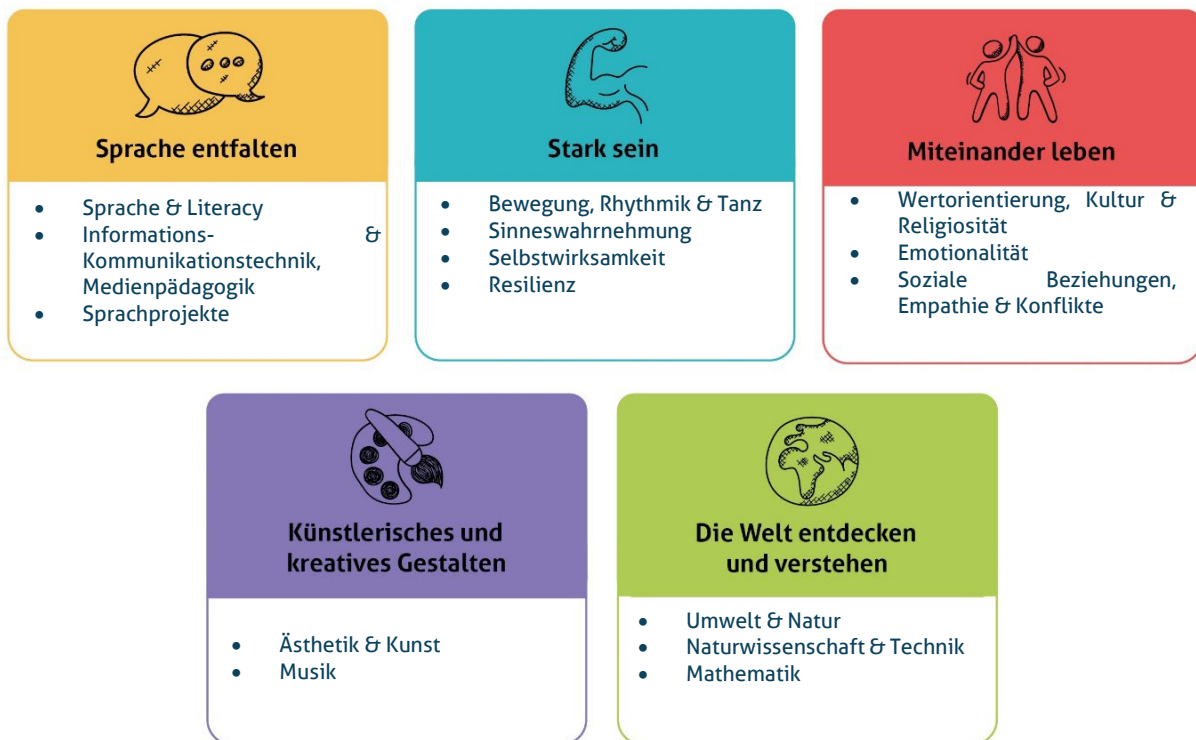 Sprache entfalten
• Sprache & Literacy
• Informations- &
Kommunikationstechnik,
Medienpädagogik
• Sprachprojekte
Stark sein
• Bewegung, Rhythmik & Tanz
• Sinneswahrnehmung
• Selbstwirksamkeit
• Resilienz
Miteinander leben
• Wertorientierung, Kultur &
Religiosität
• Emotionalität
• Soziale Beziehungen,
Empathie & Konflikte
Künstlerisches und
kreatives Gestalten
• Ästhetik & Kunst
• Musik
Die Welt entdecken
und verstehen
• Umwelt & Natur
• Naturwissenschaft & Technik
• Mathematik